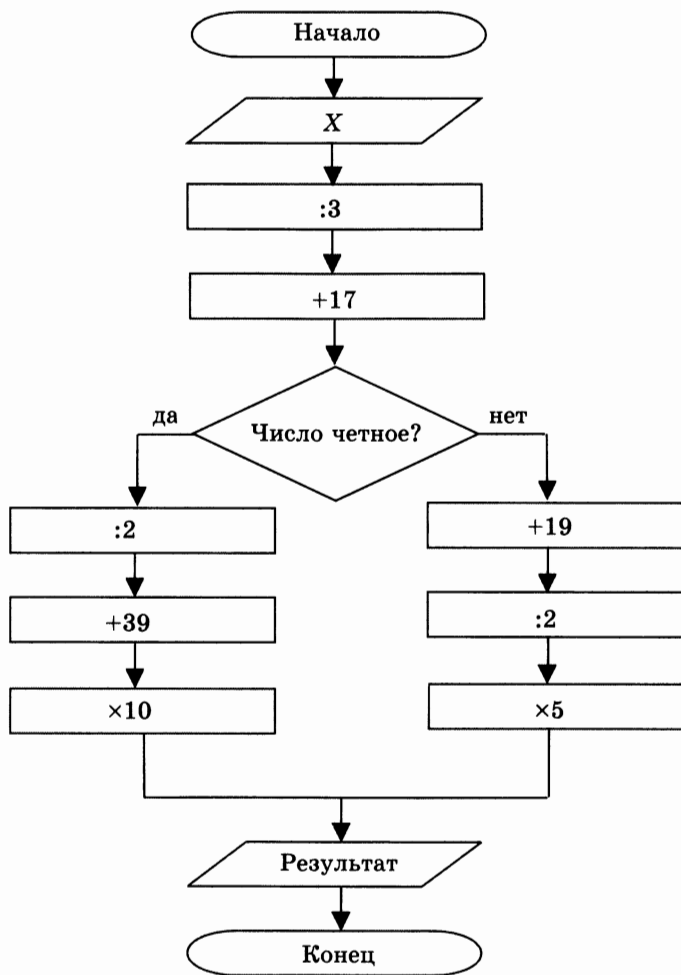 Начало
X
:3
+17
Число четное?
да
нет
:2
+39
×10
+19
:2
×5
Результат
Конец